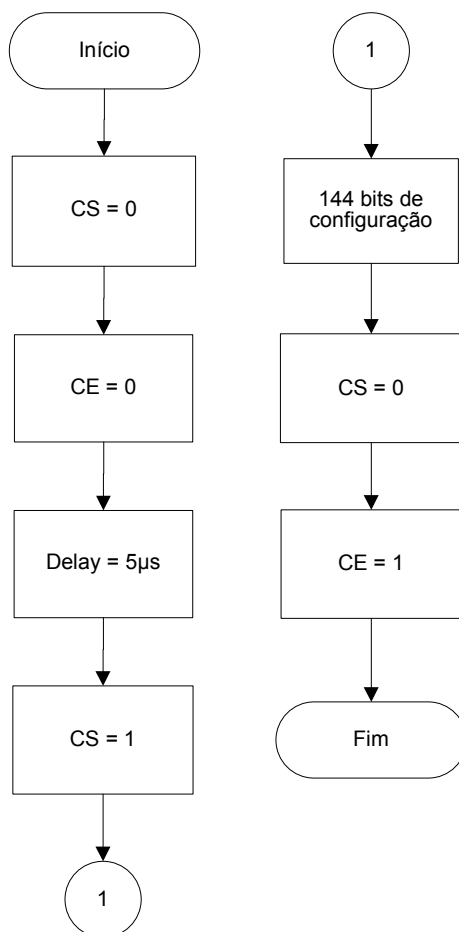 Início
CS = 0
CE = 0
Delay = 5µs
CS = 1
1
1
144 bits de
configuração
CS = 0
CE = 1
Fim